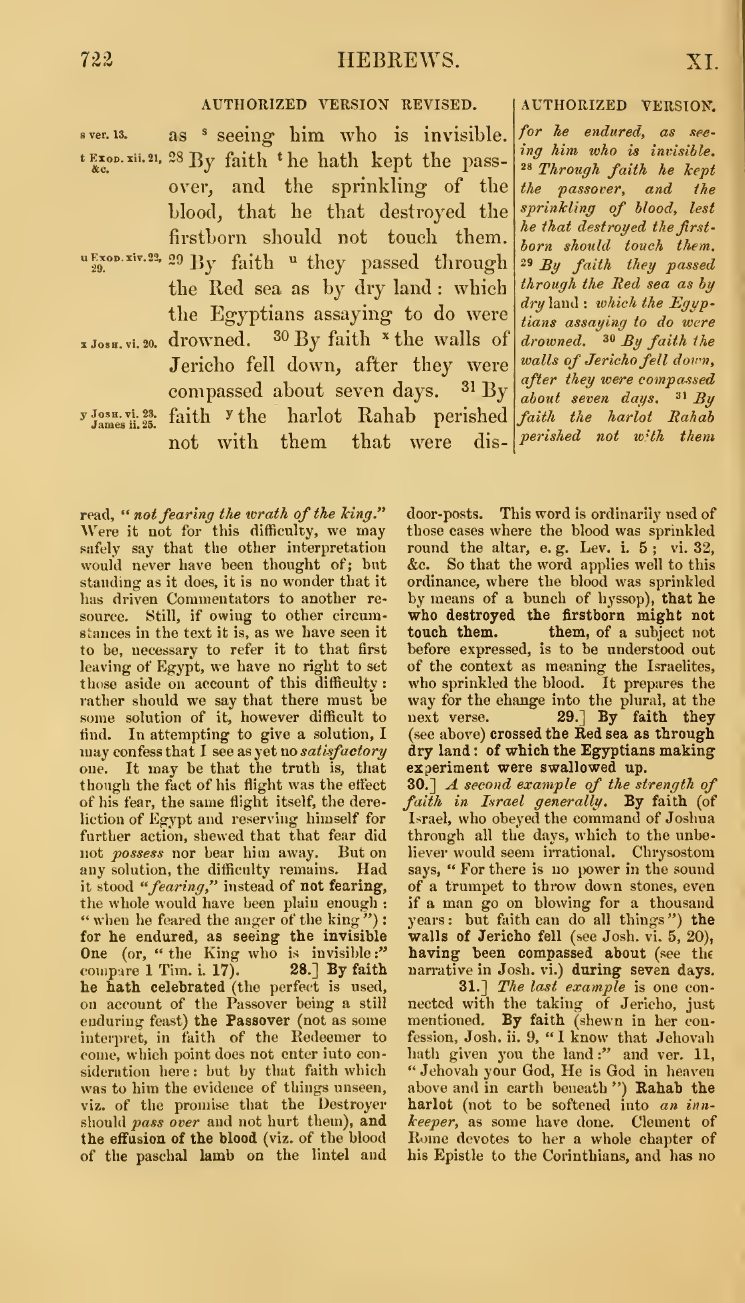 722
HEBREWS.
XI.
AUTHORIZED VERSION REVISED.
s ver. 13.
as s seeing him who is invisible.
t Exod. xii. 21,
&c.
28 By faith t he hath kept the pass-
over, and the sprinkling of the
blood, that he that destroyed the
firstborn should not touch them.
u Exod. xiv. 22,
29.
29 By faith u they passed through
the Red sea as by dry land : which
the Egyptians assaying to do were
x Josh. vi. 20.
drowned. 30 By faith x the walls of
Jericho fell down, after they were
compassed about seven days. 31 By
y Josh. vi. 23.
James ii. 25.
faith y the harlot Rahab perished
not with them that were dis-
AUTHORIZED VERSION.
for he endured, as see-
ing him who is invisible.
28 Through faith he kept
the passover, and the
sprinkling of blood, lest
he that destroyed the first-
born should touch them.
29 By faith they passed
through the Red sea as by
dry land : which the Egyp-
tians assaying to do were
drowned. 30 By faith the
walls of Jericho fell down,
after they were compassed
about seven days. 31 By
faith the harlot Rahab
perished not with them
read, “ not fearing the wrath of the king.”
Were it not for this difficulty, we may
safely say that the other interpretation
would never have been thought of; but
standing as it does, it is no wonder that it
has driven Commentators to another re-
source. Still, if owing to other circum-
stances in the text it is, as we have seen it
to be, necessary to refer it to that first
leaving of Egypt, we have no right to set
those aside on account of this difficulty :
rather should we say that there must be
some solution of it, however difficult to
find. In attempting to give a solution, I
may confess that I see as yet no satisfactory
one. It may be that the truth is, that
though the fact of his flight was the effect
of his fear, the same flight itself, the dere-
liction of Egypt and reserving himself for
further action, shewed that that fear did
not possess nor bear him away. But on
any solution, the difficulty remains. Had
it stood “fearing,” instead of not fearing,
the whole would have been plain enough :
“ when he feared the anger of the king”) :
for he endured, as seeing the invisible
One (or, “ the King who is invisible:”
compare 1 Tim. i. 17). 28.] By faith
he hath celebrated (the perfect is used,
on account of the Passover being a still
enduring feast) the Passover (not as some
interpret, in faith of the Redeemer to
come, which point does not enter into con-
sideration here : but by that faith which
was to him the evidence of things unseen,
viz. of the promise that the Destroyer
should pass over and not hurt them), and
the effusion of the blood (viz. of the blood
of the paschal lamb on the lintel and
door-posts. This word is ordinarily used of
those cases where the blood was sprinkled
round the altar, e. g. Lev. i. 5 ; vi. 32,
&c. So that the word applies well to this
ordinance, where the blood was sprinkled
by means of a bunch of hyssop), that he
who destroyed the firstborn might not
touch them. them, of a subject not
before expressed, is to be understood out
of the context as meaning the Israelites,
who sprinkled the blood. It prepares the
way for the change into the plural, at the
next verse. 29.] By faith they
(see above) crossed the Red sea as through
dry land : of which the Egyptians making
experiment were swallowed up.
30.] A second example of the strength of
faith in Israel generally. By faith (of
Israel, who obeyed the command of Joshua
through all the days, which to the unbe-
liever would seem irrational. Chrysostom
says, “ For there is no power in the sound
of a trumpet to throw down stones, even
if a man go on blowing for a thousand
years : but faith can do all things”) the
walls of Jericho fell (see Josh. vi. 5, 20),
having been compassed about (see the
narrative in Josh. vi.) during seven days.
31.] The last example is one con-
nected with the taking of Jericho, just
mentioned. By faith (shewn in her con-
fession, Josh. ii. 9, “ I know that Jehovah
hath given you the land :” and ver. 11,
“ Jehovah your God, He is God in heaven
above and in earth beneath”) Rahab the
harlot (not to be softened into an inn-
keeper, as some have done. Clement of
Rome devotes to her a whole chapter of
his Epistle to the Corinthians, and has no